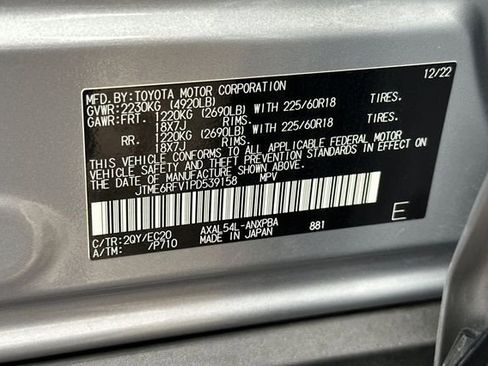 MFD. BY: TOYOTA MOTOR CORPORATION 12/22
GVWR: 2230KG (4920LB)
GAWR: FRT. 1220KG (2690LB) WITH 225/60R18 TIRES.
18X7J RIMS.
RR. 1220KG (2690LB) WITH 225/60R18 TIRES.
18X7J RIMS.
THIS VEHICLE CONFORMS TO ALL APPLICABLE FEDERAL MOTOR
VEHICLE SAFETY AND THEFT PREVENTION STANDARDS IN EFFECT ON
THE DATE OF MANUFACTURE SHOWN ABOVE.
JTME6RFV1PD539158 MPV
C/TR: 2QY/EC20 AXAL54L-ANXPBA
A/TM: /P710 MADE IN JAPAN 881 E